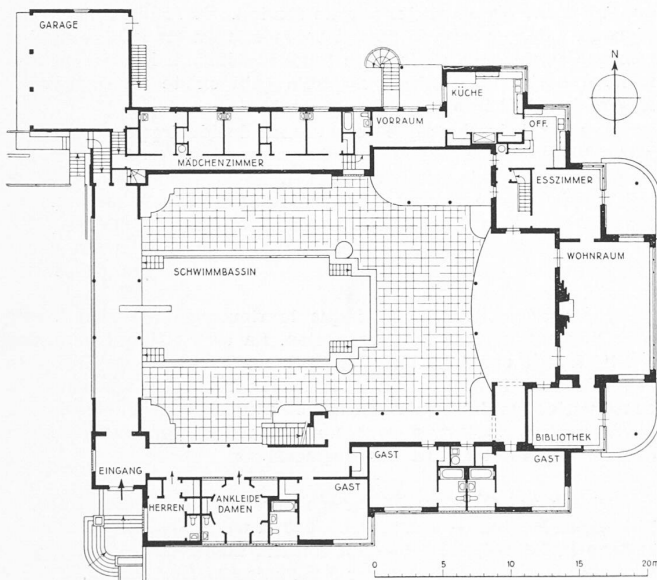 GARAGE
N
KÜCHE
VORRAUM
OFF.
MÄDCHENZIMMER
ESSZIMMER
WOHNRAUM
SCHWIMMBASSIN
BIBLIOTHEK
EINGANG
GAST
GAST
HERREN
ANKLEIDE
DAMEN
GAST
0 5 10 15 20 m